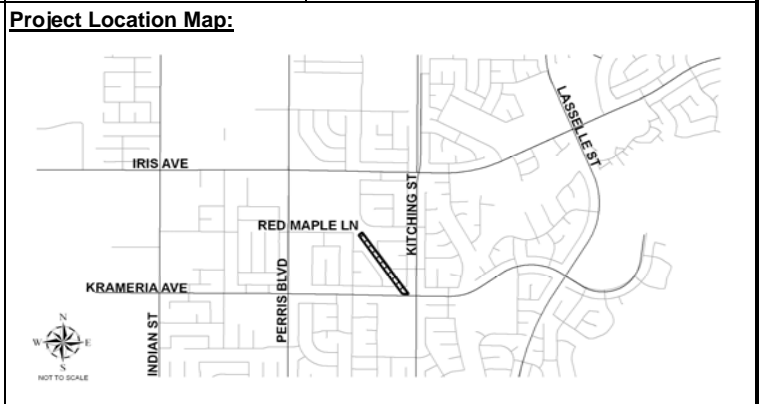 Project Location Map:
LASSELLE ST
IRIS AVE
KITCHING ST
RED MAPLE LN
PERRIS BLVD
KRAMERIA AVE
INDIAN ST
N
W E
S
NOT TO SCALE